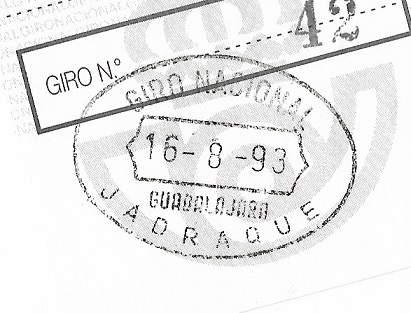 GIRO N.º 42
GIRO NACIONAL
16-8-93
GUADALAJARA
JADRAQUE